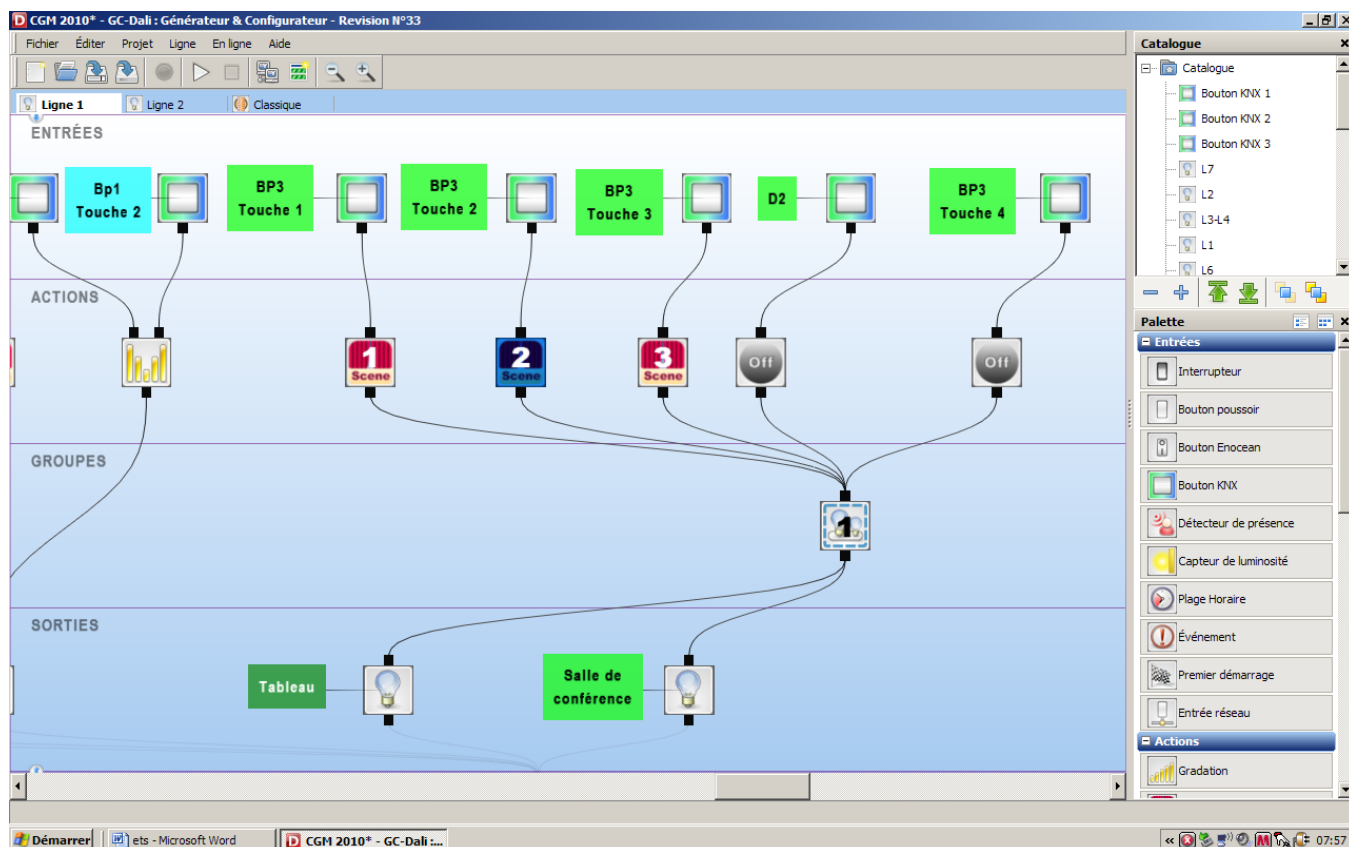 CGM 2010* - GC-Dali : Générateur & Configurateur - Revision N°33
Fichier Éditer Projet Ligne En ligne Aide
Ligne 1 Ligne 2 Classique
ENTRÉES
Bp1
Touche 2
BP3
Touche 1
BP3
Touche 2
BP3
Touche 3
D2
BP3
Touche 4
ACTIONS
1
Scene
2
Scene
3
Scene
Off
Off
GROUPES
1
SORTIES
Tableau
Salle de
conférence
Catalogue
Catalogue
Bouton KNX 1
Bouton KNX 2
Bouton KNX 3
L7
L2
L3-L4
L1
L6
Palette
Entrées
Interrupteur
Bouton poussoir
Bouton Enocean
Bouton KNX
Détecteur de présence
Capteur de luminosité
Plage Horaire
Événement
Premier démarrage
Entrée réseau
Actions
Gradation
Démarrer
ets - Microsoft Word
CGM 2010* - GC-Dali :...
07:57